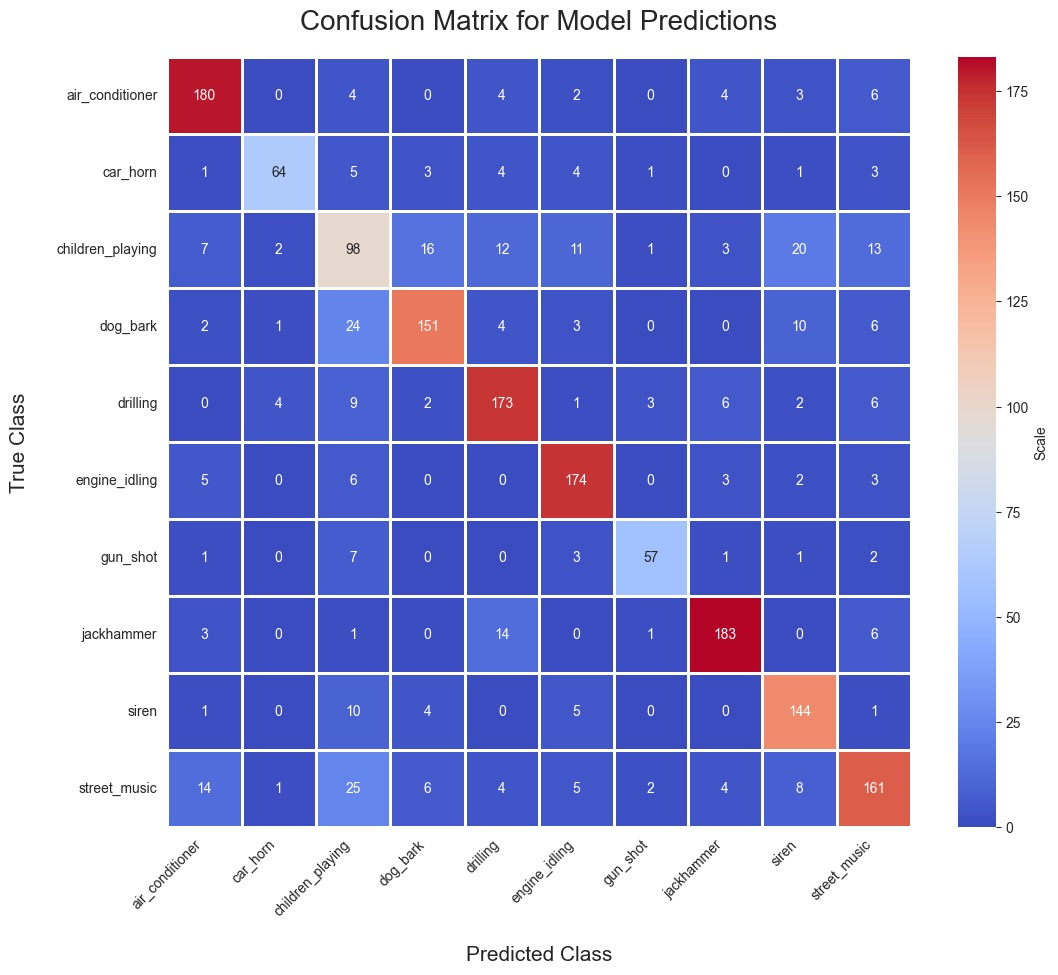 Confusion Matrix for Model Predictions
air_conditioner 180 0 4 0 4 2 0 4 3 6
car_horn 1 64 5 3 4 4 1 0 1 3
children_playing 7 2 98 16 12 11 1 3 20 13
dog_bark 2 1 24 151 4 3 0 0 10 6
drilling 0 4 9 2 173 1 3 6 2 6
engine_idling 5 0 6 0 0 174 0 3 2 3
gun_shot 1 0 7 0 0 3 57 1 1 2
jackhammer 3 0 1 0 14 0 1 183 0 6
siren 1 0 10 4 0 5 0 0 144 1
street_music 14 1 25 6 4 5 2 4 8 161
air_conditioner car_horn children_playing dog_bark drilling engine_idling gun_shot jackhammer siren street_music
Predicted Class
True Class
175
150
125
100
75
50
25
0
Scale